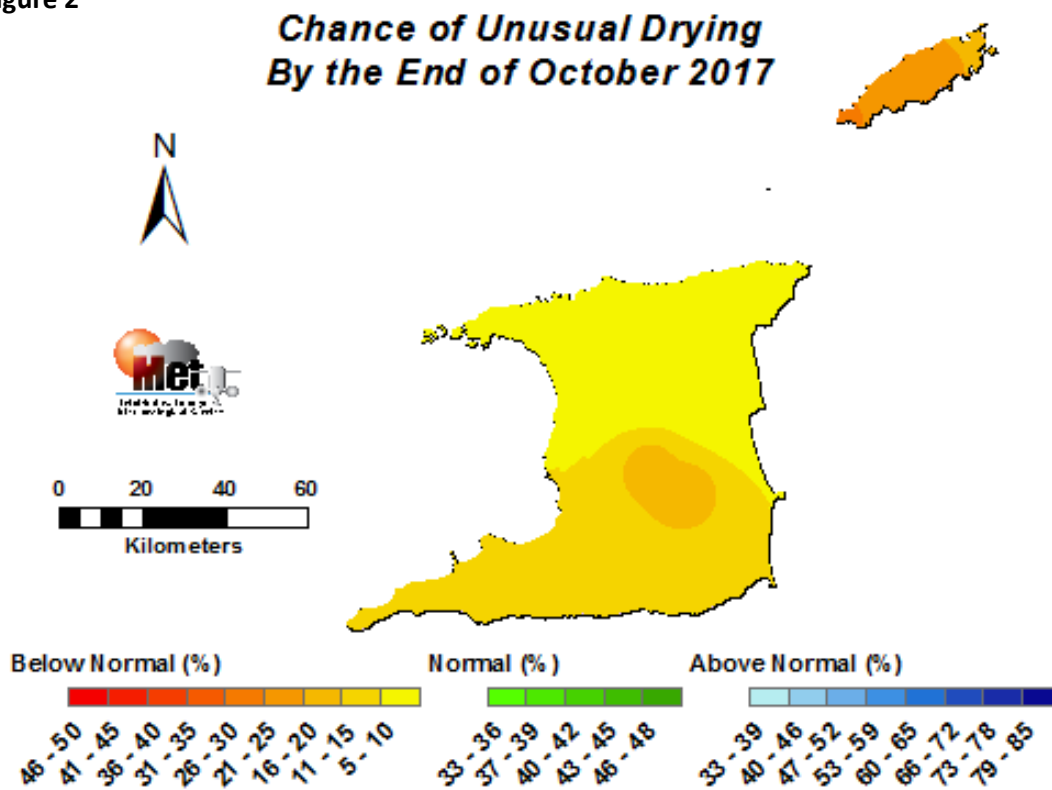 gure 2
Chance of Unusual Drying
By the End of October 2017
N
Met
0 20 40 60
Kilometers
Below Normal (%) Normal (%) Above Normal (%)
46 - 50 41 - 45 36 - 40 31 - 35 26 - 30 21 - 25 16 - 20 11 - 15 5 - 10 33 - 36 37 - 39 40 - 42 43 - 45 46 - 48 33 - 39 40 - 46 47 - 52 53 - 59 60 - 65 66 - 72 73 - 78 79 - 85